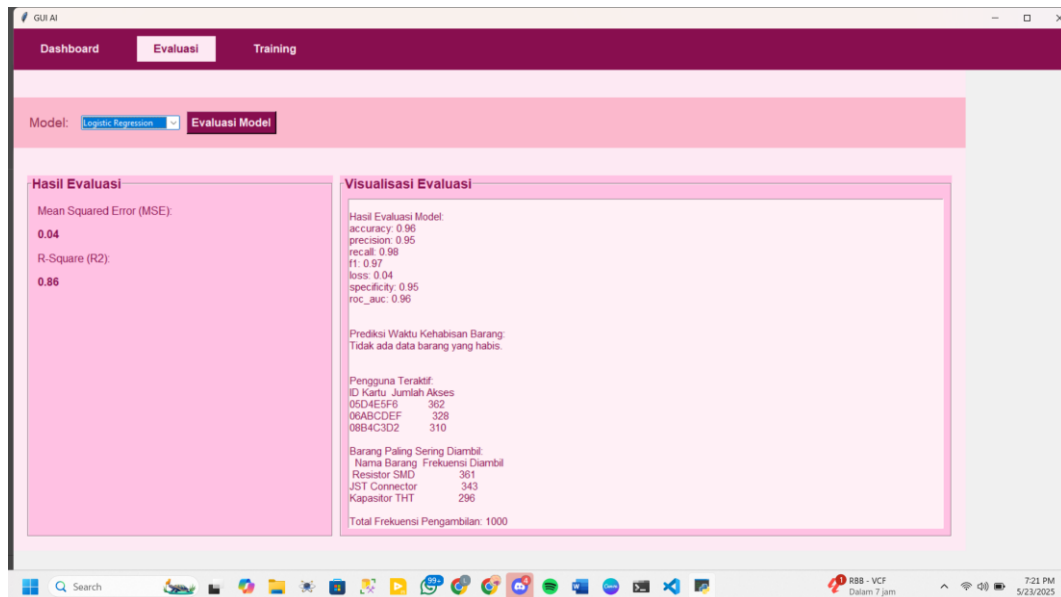 GUI AI
Dashboard Evaluasi Training
Model: Logistic Regression Evaluasi Model
Hasil Evaluasi
Mean Squared Error (MSE):
0.04
R-Square (R2):
0.86
Visualisasi Evaluasi
Hasil Evaluasi Model:
accuracy: 0.96
precision: 0.95
recall: 0.98
f1: 0.97
loss: 0.04
specificity: 0.95
roc_auc: 0.96
Prediksi Waktu Kehabisan Barang:
Tidak ada data barang yang habis.
Pengguna Teraktif:
ID Kartu Jumlah Akses
05D4E5F6 362
06ABCDEF 328
08B4C3D2 310
Barang Paling Sering Diambil:
Nama Barang Frekuensi Diambil
Resistor SMD 361
JST Connector 343
Kapasitor THT 296
Total Frekuensi Pengambilan: 1000
Search
99+
RBB - VCF
Dalam 7 jam
7:21 PM
5/23/2025